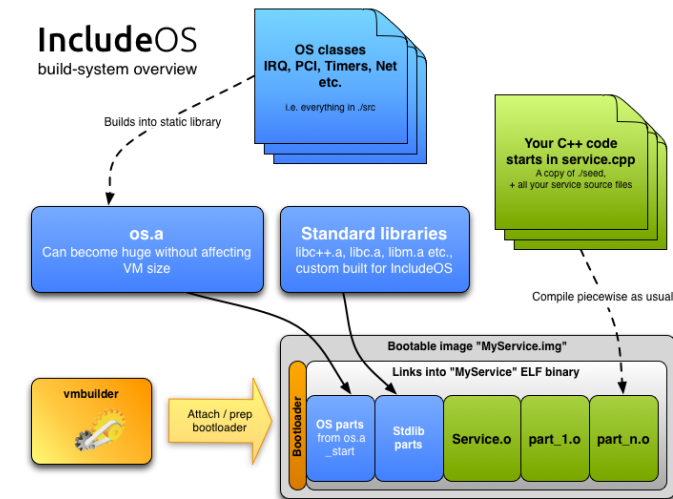 IncludeOS
build-system overview
OS classes
IRQ, PCI, Timers, Net
etc.
i.e. everything in ./src
Builds into static library
Your C++ code
starts in service.cpp
A copy of ./seed,
+ all your service source files
os.a
Can become huge without affecting
VM size
Standard libraries
libc++.a, libc.a, libm.a etc.,
custom built for IncludeOS
Compile piecewise as usual
Bootable image "MyService.img"
Links into "MyService" ELF binary
vmbuilder
Attach / prep
bootloader
Bootloader
OS parts
from os.a
_start
Stdlib
parts
Service.o
part_1.o
part_n.o